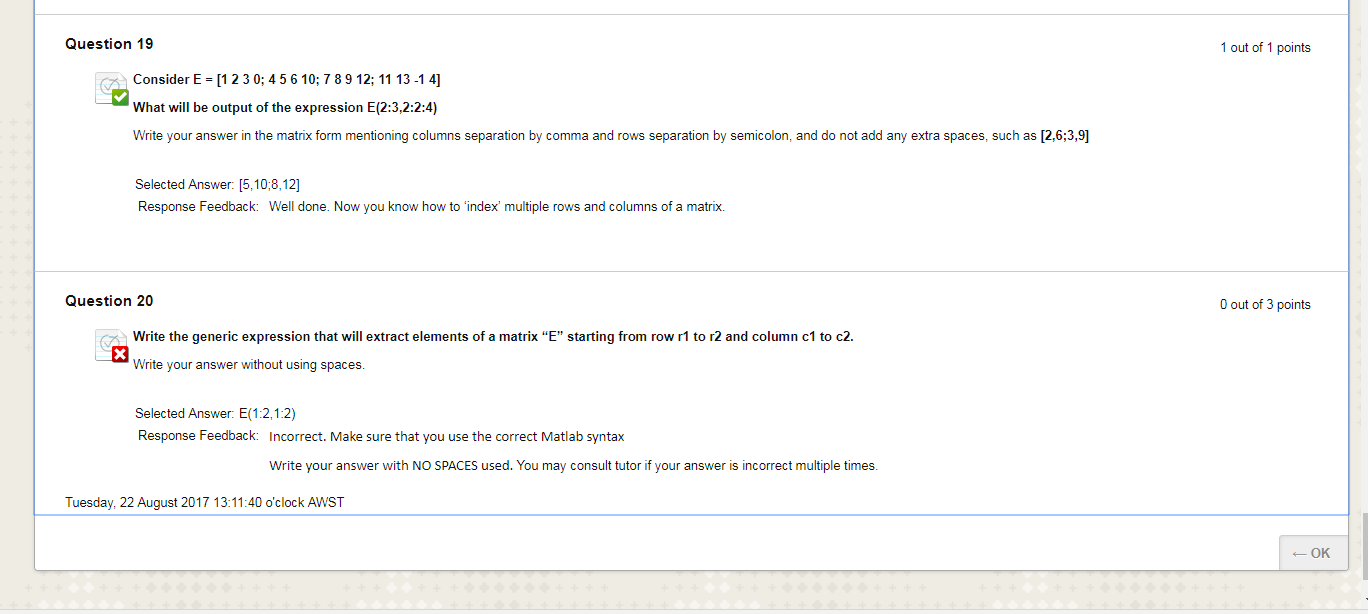 Question 19
1 out of 1 points
Consider E = [1 2 3 0; 4 5 6 10; 7 8 9 12; 11 13 -1 4]
What will be output of the expression E(2:3,2:2:4)
Write your answer in the matrix form mentioning columns separation by comma and rows separation by semicolon, and do not add any extra spaces, such as [2,6;3,9]
Selected Answer: [5,10;8,12]
Response Feedback: Well done. Now you know how to ‘index’ multiple rows and columns of a matrix.
Question 20
0 out of 3 points
Write the generic expression that will extract elements of a matrix “E” starting from row r1 to r2 and column c1 to c2.
Write your answer without using spaces.
Selected Answer: E(1:2,1:2)
Response Feedback: Incorrect. Make sure that you use the correct Matlab syntax
Write your answer with NO SPACES used. You may consult tutor if your answer is incorrect multiple times.
Tuesday, 22 August 2017 13:11:40 o'clock AWST
← OK